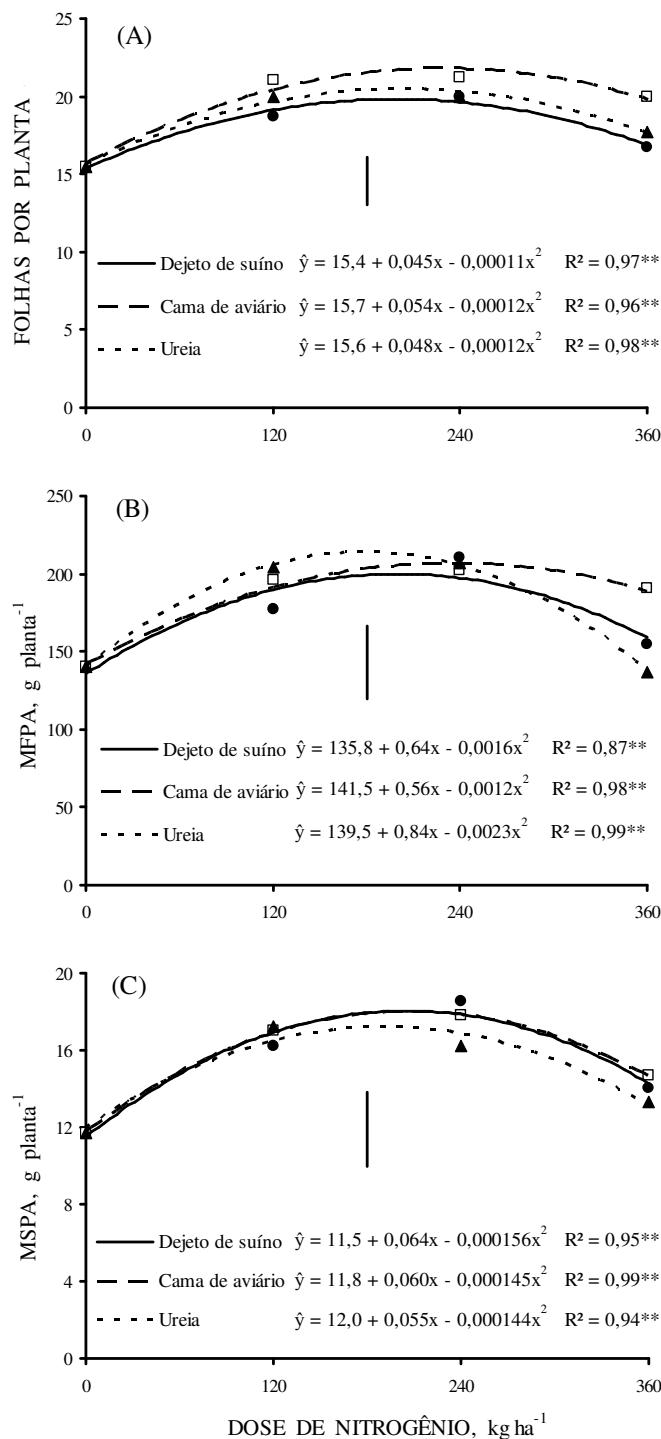 (A)
FOLHAS POR PLANTA
25
20
15
10
5
0
Dejeto de suíno ŷ = 15,4 + 0,045x - 0,00011x² R² = 0,97**
Cama de aviário ŷ = 15,7 + 0,054x - 0,00012x² R² = 0,96**
Ureia ŷ = 15,6 + 0,048x - 0,00012x² R² = 0,98**
0 120 240 360
(B)
MFPA, g planta⁻¹
250
200
150
100
50
0
Dejeto de suíno ŷ = 135,8 + 0,64x - 0,0016x² R² = 0,87**
Cama de aviário ŷ = 141,5 + 0,56x - 0,0012x² R² = 0,98**
Ureia ŷ = 139,5 + 0,84x - 0,0023x² R² = 0,99**
0 120 240 360
(C)
MSPA, g planta⁻¹
20
16
12
8
4
0
Dejeto de suíno ŷ = 11,5 + 0,064x - 0,000156x² R² = 0,95**
Cama de aviário ŷ = 11,8 + 0,060x - 0,000145x² R² = 0,99**
Ureia ŷ = 12,0 + 0,055x - 0,000144x² R² = 0,94**
0 120 240 360
DOSE DE NITROGÊNIO, kg ha⁻¹